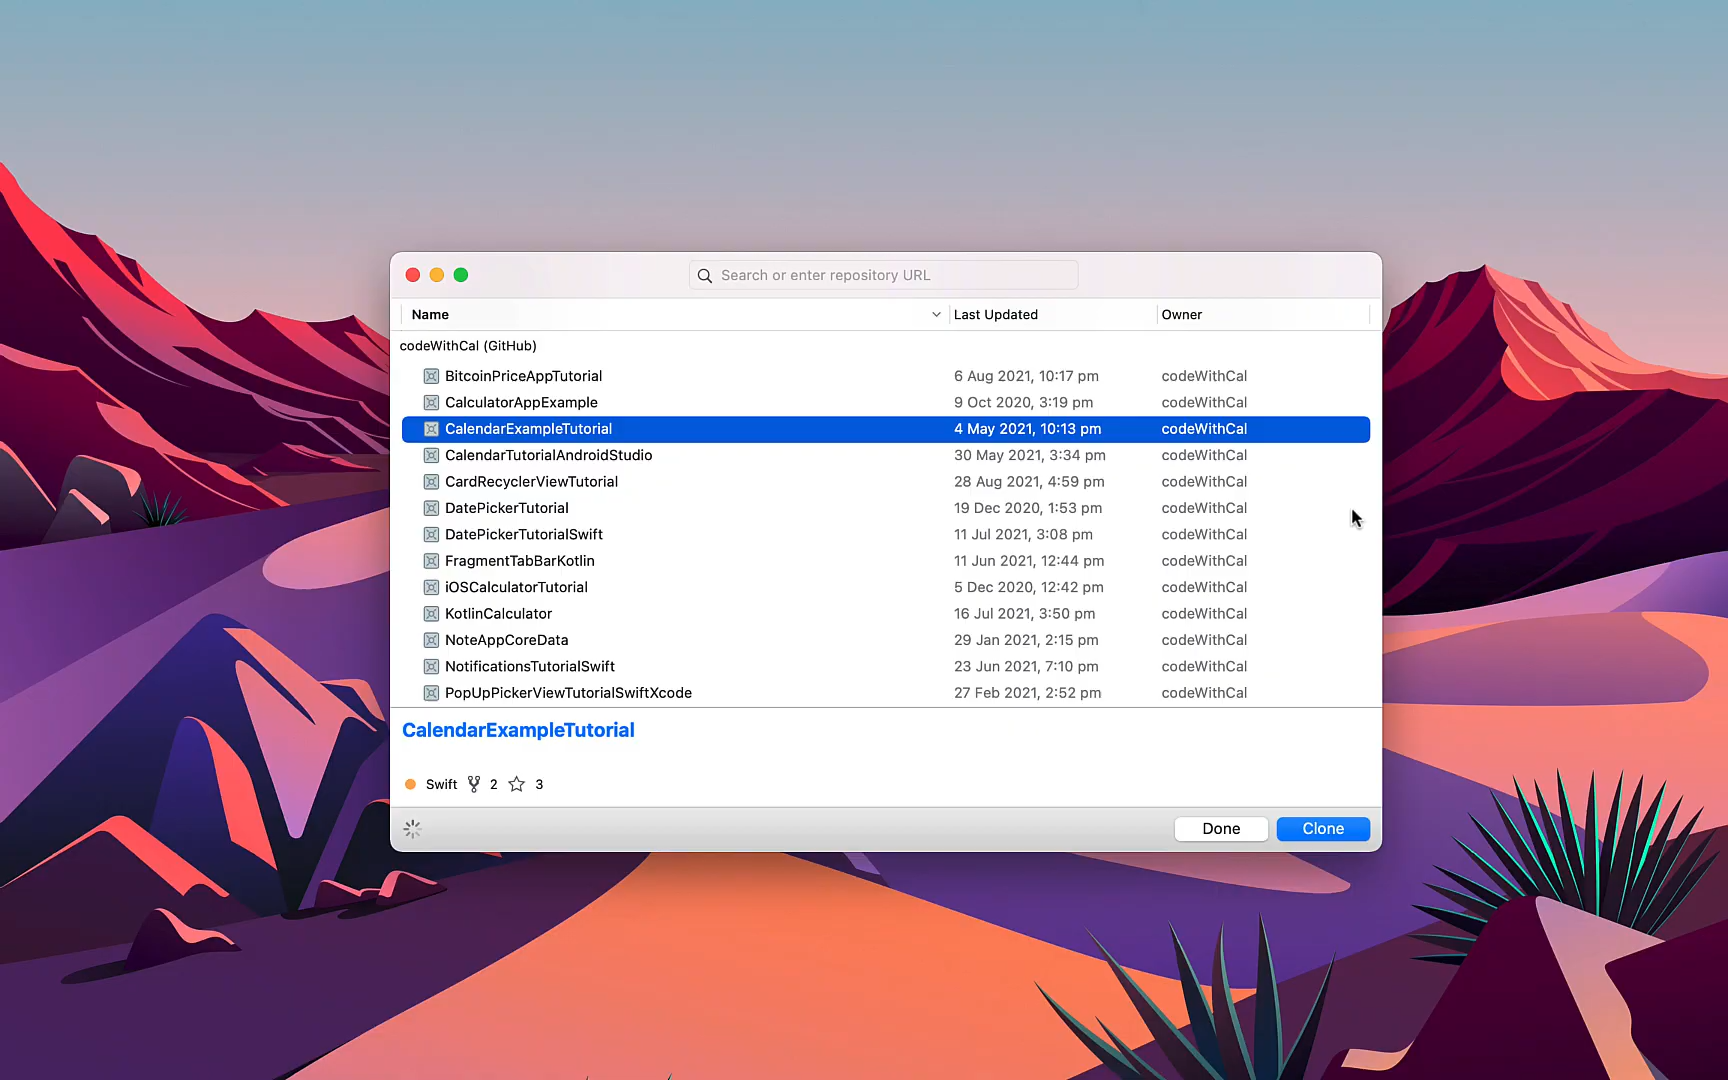 Search or enter repository URL
Name Last Updated Owner
codeWithCal (GitHub)
BitcoinPriceAppTutorial 6 Aug 2021, 10:17 pm codeWithCal
CalculatorAppExample 9 Oct 2020, 3:19 pm codeWithCal
CalendarExampleTutorial 4 May 2021, 10:13 pm codeWithCal
CalendarTutorialAndroidStudio 30 May 2021, 3:34 pm codeWithCal
CardRecyclerViewTutorial 28 Aug 2021, 4:59 pm codeWithCal
DatePickerTutorial 19 Dec 2020, 1:53 pm codeWithCal
DatePickerTutorialSwift 11 Jul 2021, 3:08 pm codeWithCal
FragmentTabBarKotlin 11 Jun 2021, 12:44 pm codeWithCal
iOSCalculatorTutorial 5 Dec 2020, 12:42 pm codeWithCal
KotlinCalculator 16 Jul 2021, 3:50 pm codeWithCal
NoteAppCoreData 29 Jan 2021, 2:15 pm codeWithCal
NotificationsTutorialSwift 23 Jun 2021, 7:10 pm codeWithCal
PopUpPickerViewTutorialSwiftXcode 27 Feb 2021, 2:52 pm codeWithCal
CalendarExampleTutorial
Swift 2 3
Done Clone